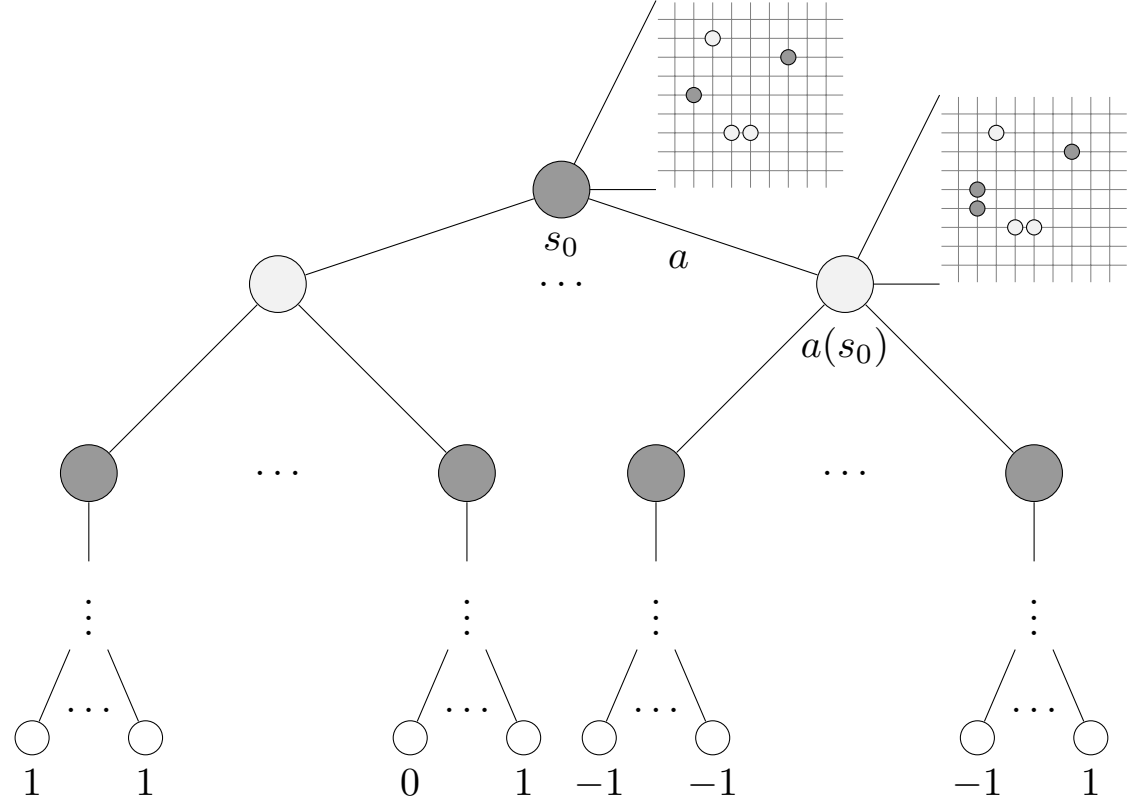 s₀
a
...
a(s₀)
... ...
⋮ ⋮ ⋮ ⋮
... ... ... ...
1 1 0 1 −1 −1 −1 1